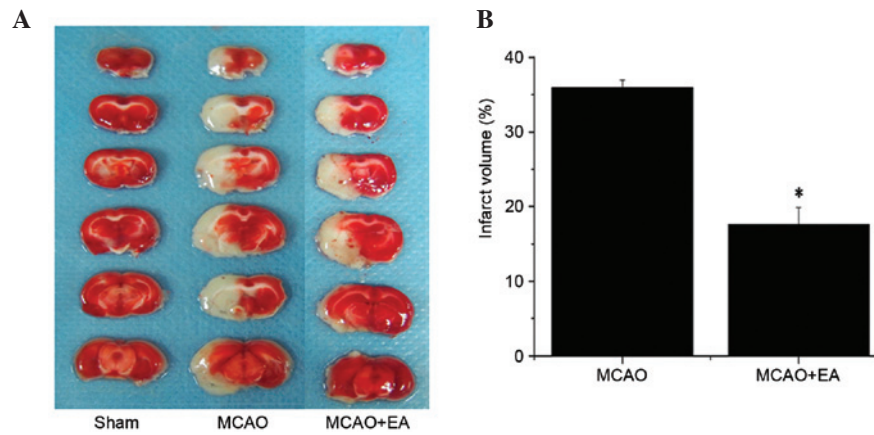 A
Sham MCAO MCAO+EA
B
Infarct volume (%)
40
30
20
10
0
*
MCAO MCAO+EA